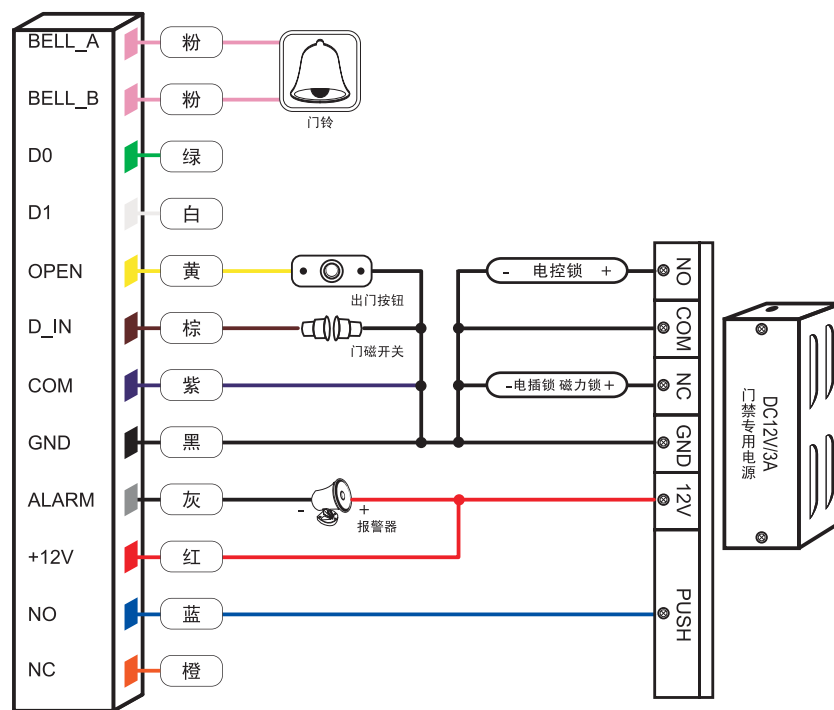 BELL_A 粉
门铃
BELL_B 粉
D0 绿
D1 白
OPEN 黄
出门按钮
- 电控锁 +
NO
D_IN 棕
门磁开关
COM
COM 紫
-电插锁 磁力锁+
NC
GND 黑
GND
ALARM 灰
- +
报警器
12V
+12V 红
NO 蓝
PUSH
NC 橙
DC12V/3A
门禁专用电源